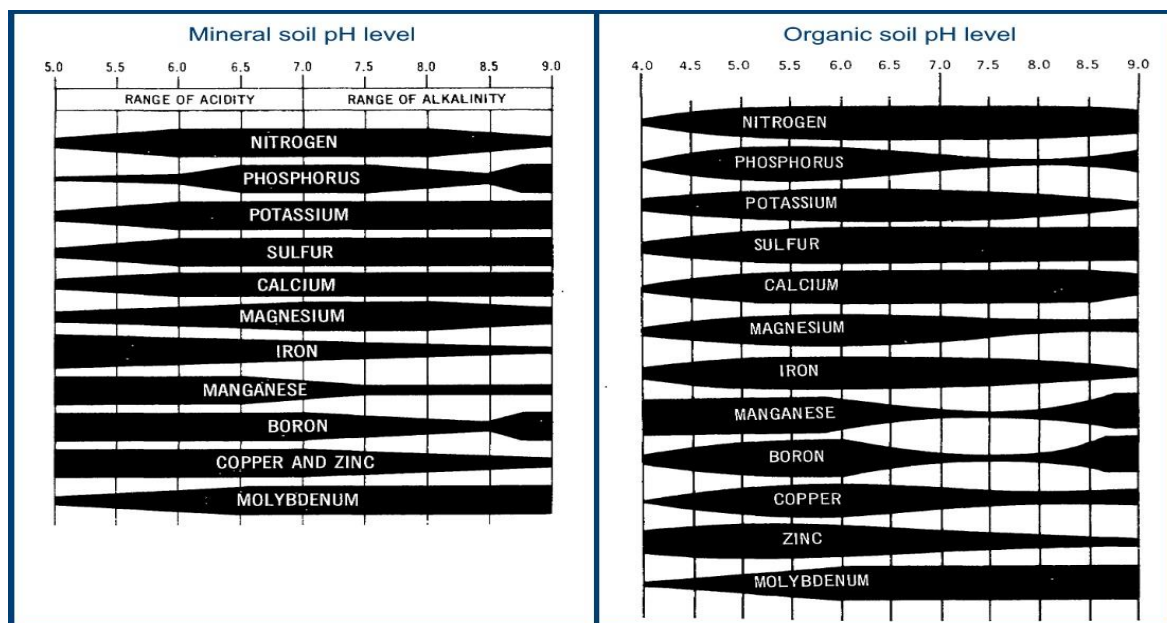 Mineral soil pH level
5.0 5.5 6.0 6.5 7.0 7.5 8.0 8.5 9.0
RANGE OF ACIDITY RANGE OF ALKALINITY
NITROGEN
PHOSPHORUS
POTASSIUM
SULFUR
CALCIUM
MAGNESIUM
IRON
MANGANESE
BORON
COPPER AND ZINC
MOLYBDENUM
Organic soil pH level
4.0 4.5 5.0 5.5 6.0 6.5 7.0 7.5 8.0 8.5 9.0
NITROGEN
PHOSPHORUS
POTASSIUM
SULFUR
CALCIUM
MAGNESIUM
IRON
MANGANESE
BORON
COPPER
ZINC
MOLYBDENUM